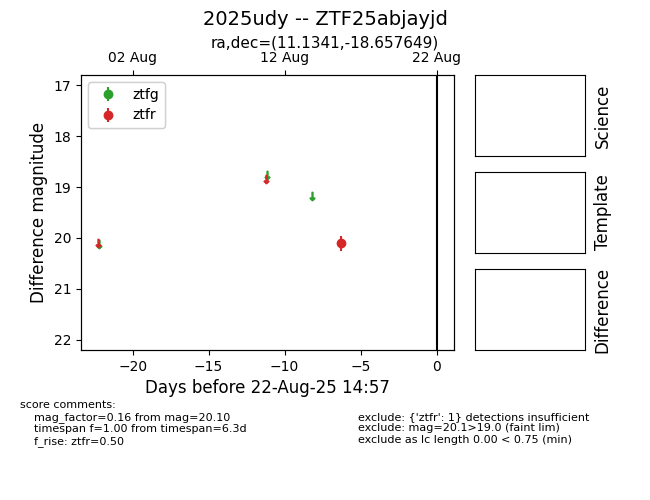 2025udy -- ZTF25abjayjd
ra,dec=(11.1341,-18.657649)
02 Aug 12 Aug 22 Aug
ztfg
ztfr
17
18
19
20
21
22
Difference magnitude
−20 −15 −10 −5 0
Days before 22-Aug-25 14:57
Science
Template
Difference
score comments:
mag_factor=0.16 from mag=20.10
timespan f=1.00 from timespan=6.3d
f_rise: ztfr=0.50
exclude: {'ztfr': 1} detections insufficient
exclude: mag=20.1>19.0 (faint lim)
exclude as lc length 0.00 < 0.75 (min)